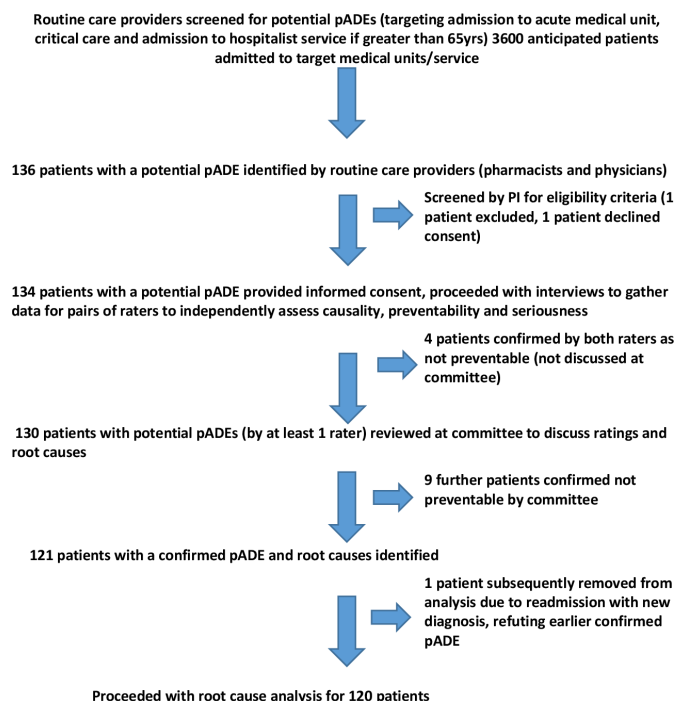 Routine care providers screened for potential pADEs (targeting admission to acute medical unit,
critical care and admission to hospitalist service if greater than 65yrs) 3600 anticipated patients
admitted to target medical units/service
136 patients with a potential pADE identified by routine care providers (pharmacists and physicians)
Screened by PI for eligibility criteria (1
patient excluded, 1 patient declined
consent)
134 patients with a potential pADE provided informed consent, proceeded with interviews to gather
data for pairs of raters to independently assess causality, preventability and seriousness
4 patients confirmed by both raters as
not preventable (not discussed at
committee)
130 patients with potential pADEs (by at least 1 rater) reviewed at committee to discuss ratings and
root causes
9 further patients confirmed not
preventable by committee
121 patients with a confirmed pADE and root causes identified
1 patient subsequently removed from
analysis due to readmission with new
diagnosis, refuting earlier confirmed
pADE
Proceeded with root cause analysis for 120 patients